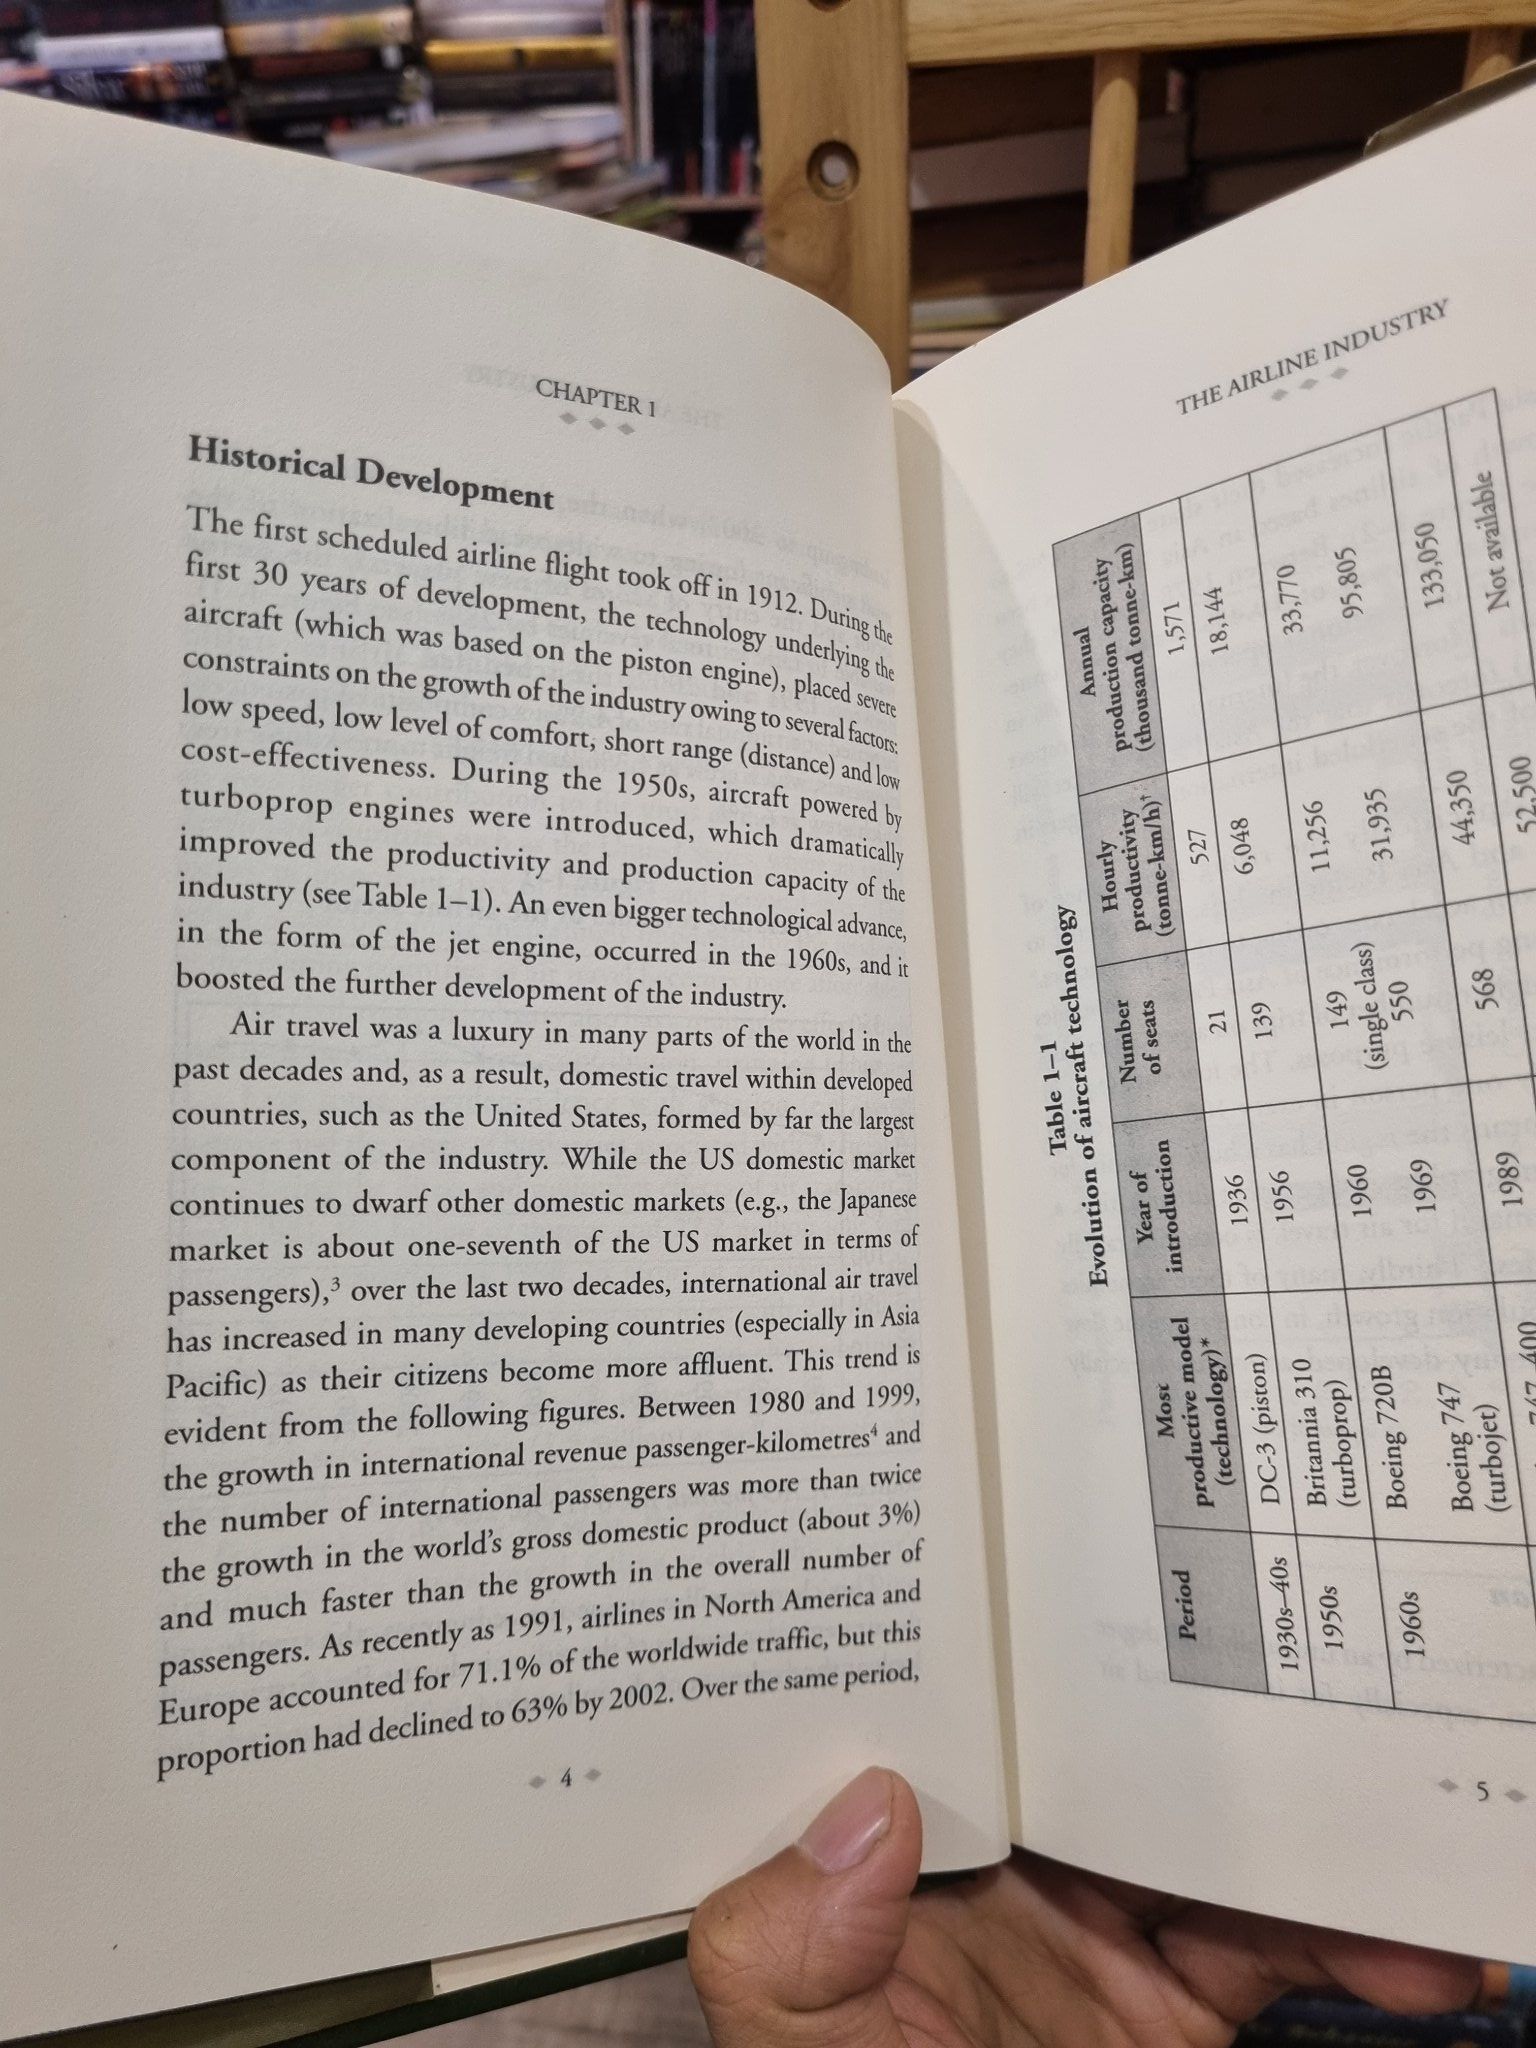 CHAPTER 1
Historical Development
The first scheduled airline flight took off in 1912. During the
first 30 years of development, the technology underlying the
aircraft (which was based on the piston engine), placed severe
constraints on the growth of the industry owing to several factors:
low speed, low level of comfort, short range (distance) and low
cost-effectiveness. During the 1950s, aircraft powered by
turboprop engines were introduced, which dramatically
improved the productivity and production capacity of the
industry (see Table 1–1). An even bigger technological advance,
in the form of the jet engine, occurred in the 1960s, and it
boosted the further development of the industry.
Air travel was a luxury in many parts of the world in the
past decades and, as a result, domestic travel within developed
countries, such as the United States, formed by far the largest
component of the industry. While the US domestic market
continues to dwarf other domestic markets (e.g., the Japanese
market is about one-seventh of the US market in terms of
passengers),³ over the last two decades, international air travel
has increased in many developing countries (especially in Asia
Pacific) as their citizens become more affluent. This trend is
evident from the following figures. Between 1980 and 1999,
the growth in international revenue passenger-kilometres⁴ and
the number of international passengers was more than twice
the growth in the world's gross domestic product (about 3%)
and much faster than the growth in the overall number of
passengers. As recently as 1991, airlines in North America and
Europe accounted for 71.1% of the worldwide traffic, but this
proportion had declined to 63% by 2002. Over the same period,
4
THE AIRLINE INDUSTRY
Table 1–1
Evolution of aircraft technology
Period
Most
productive model
(technology)*
Year of
introduction
Number
of seats
Hourly
productivity
(tonne-km/h)†
Annual
production capacity
(thousand tonne-km)
1930s–40s DC-3 (piston) 1936 21 527 1,571
1950s Britannia 310 1956 139 6,048 18,144
(turboprop)
1960s Boeing 720B 1960 149 11,256 33,770
(single class)
Boeing 747 1969 550 31,935 95,805
(turbojet)
1989 568 44,350 133,050
52,500 Not available
5